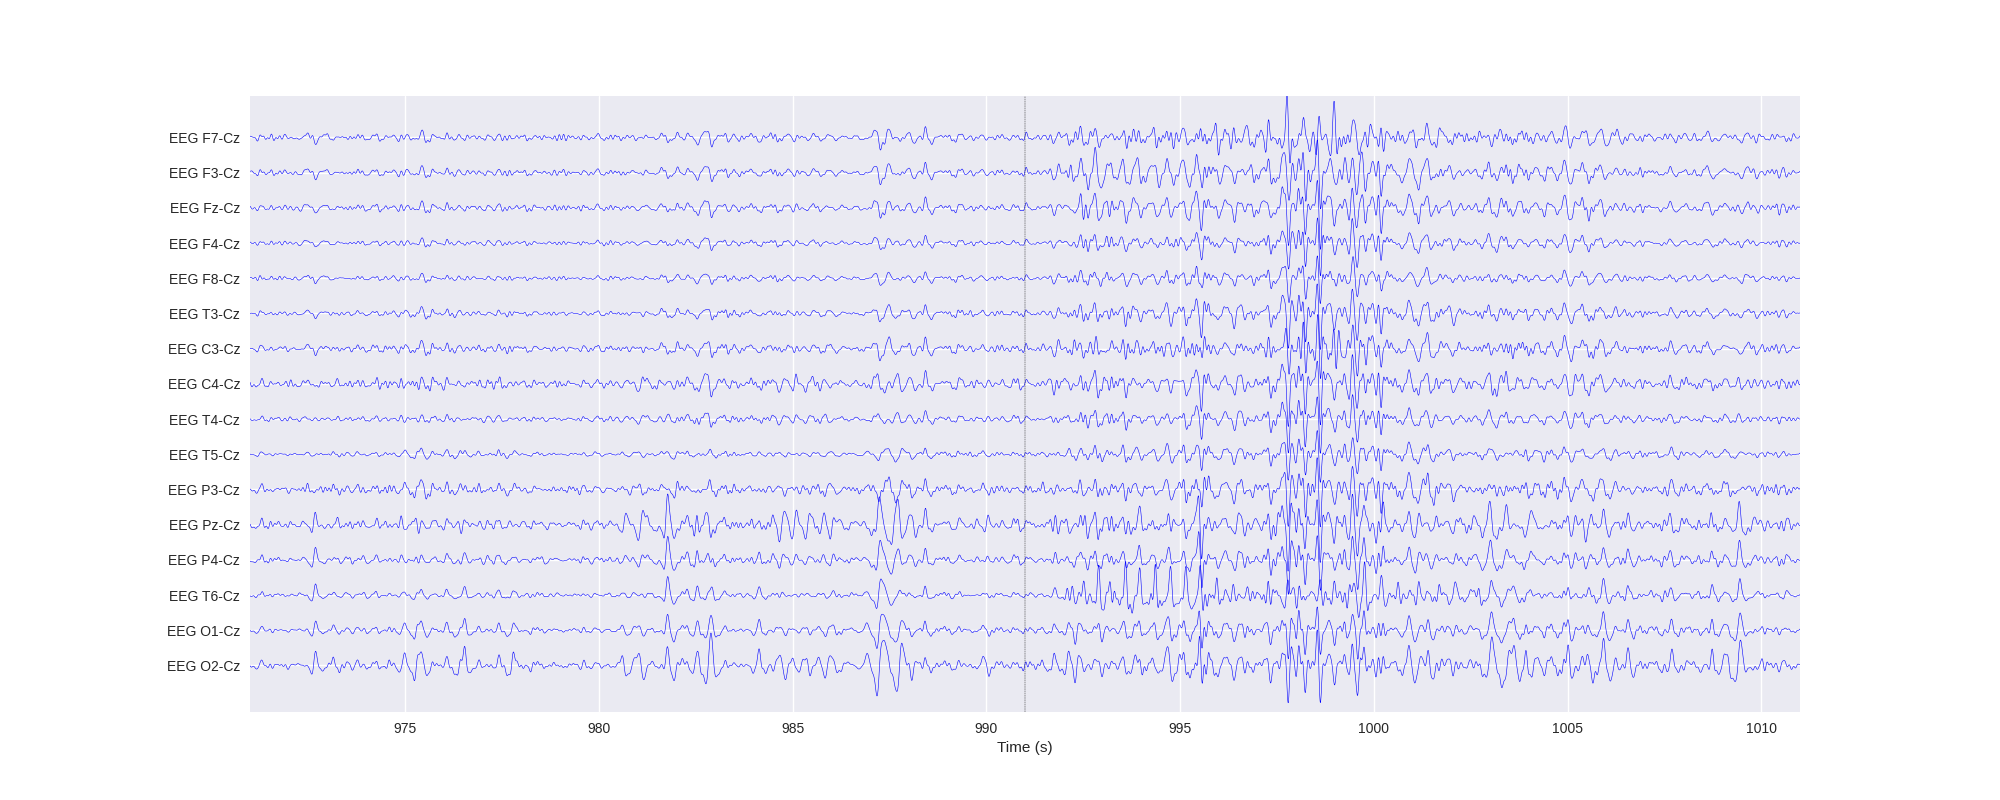 EEG F7-Cz
EEG F3-Cz
EEG Fz-Cz
EEG F4-Cz
EEG F8-Cz
EEG T3-Cz
EEG C3-Cz
EEG C4-Cz
EEG T4-Cz
EEG T5-Cz
EEG P3-Cz
EEG Pz-Cz
EEG P4-Cz
EEG T6-Cz
EEG O1-Cz
EEG O2-Cz
975 980 985 990 995 1000 1005 1010
Time (s)